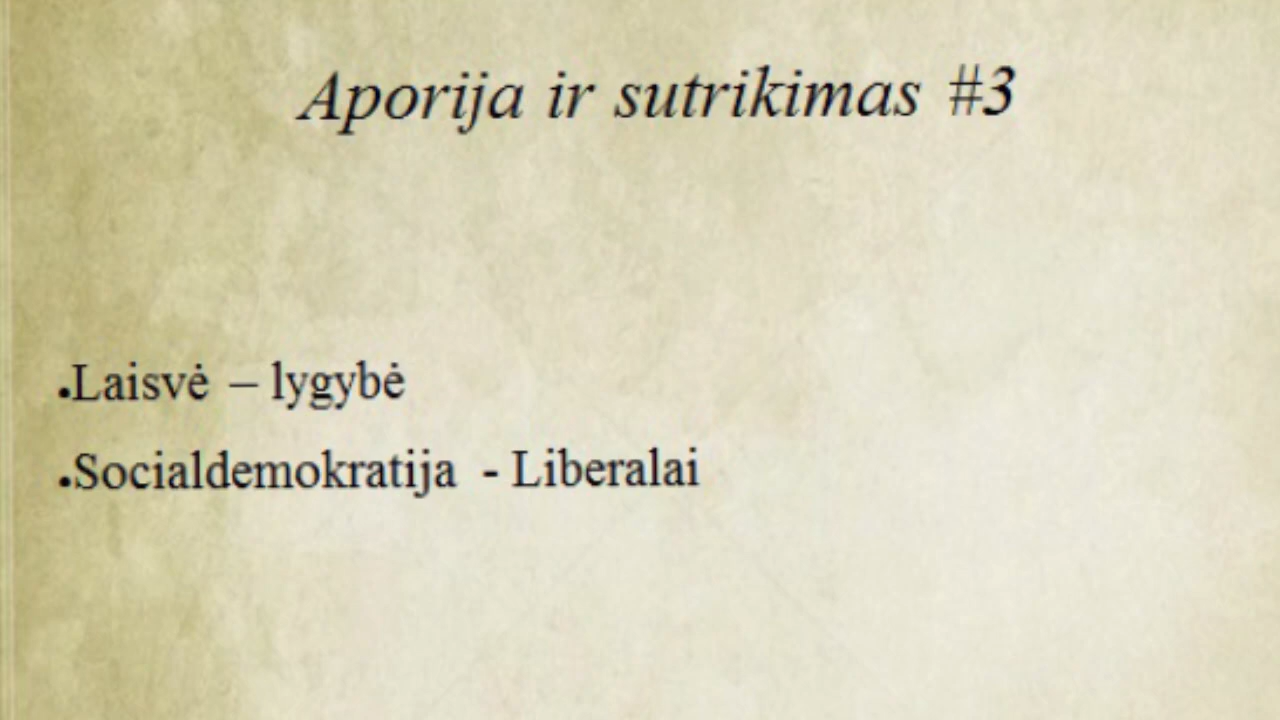 Aporija ir sutrikimas #3
.Laisvė – lygybė
.Socialdemokratija - Liberalai